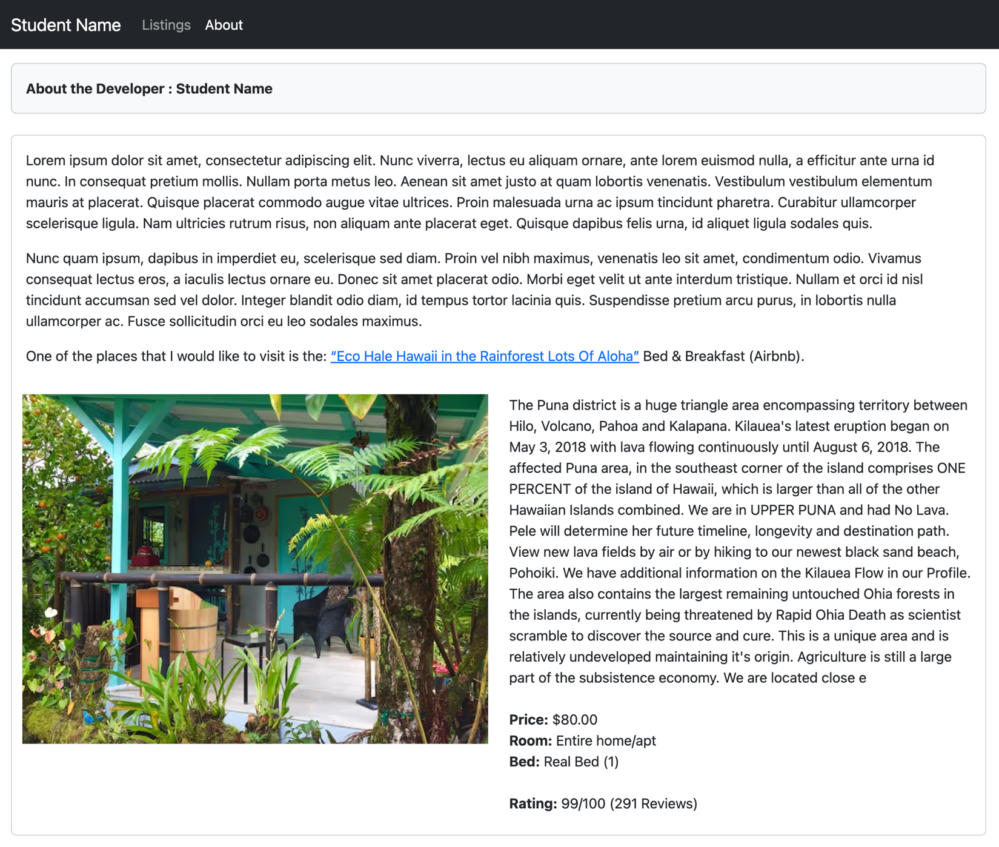 Student Name
Listings
About
About the Developer : Student Name
Lorem ipsum dolor sit amet, consectetur adipiscing elit. Nunc viverra, lectus eu aliquam ornare, ante lorem euismod nulla, a efficitur ante urna id
nunc. In consequat pretium mollis. Nullam porta metus leo. Aenean sit amet justo at quam lobortis venenatis. Vestibulum vestibulum elementum
mauris at placerat. Quisque placerat commodo augue vitae ultrices. Proin malesuada urna ac ipsum tincidunt pharetra. Curabitur ullamcorper
scelerisque ligula. Nam ultricies rutrum risus, non aliquam ante placerat eget. Quisque dapibus felis urna, id aliquet ligula sodales quis.
Nunc quam ipsum, dapibus in imperdiet eu, scelerisque sed diam. Proin vel nibh maximus, venenatis leo sit amet, condimentum odio. Vivamus
consequat lectus eros, a iaculis lectus ornare eu. Donec sit amet placerat odio. Morbi eget velit ut ante interdum tristique. Nullam et orci id nisl
tincidunt accumsan sed vel dolor. Integer blandit odio diam, id tempus tortor lacinia quis. Suspendisse pretium arcu purus, in lobortis nulla
ullamcorper ac. Fusce sollicitudin orci eu leo sodales maximus.
One of the places that I would like to visit is the: “Eco Hale Hawaii in the Rainforest Lots Of Aloha” Bed & Breakfast (Airbnb).
The Puna district is a huge triangle area encompassing territory between
Hilo, Volcano, Pahoa and Kalapana. Kilauea's latest eruption began on
May 3, 2018 with lava flowing continuously until August 6, 2018. The
affected Puna area, in the southeast corner of the island comprises ONE
PERCENT of the island of Hawaii, which is larger than all of the other
Hawaiian Islands combined. We are in UPPER PUNA and had No Lava.
Pele will determine her future timeline, longevity and destination path.
View new lava fields by air or by hiking to our newest black sand beach,
Pohoiki. We have additional information on the Kilauea Flow in our Profile.
The area also contains the largest remaining untouched Ohia forests in
the islands, currently being threatened by Rapid Ohia Death as scientist
scramble to discover the source and cure. This is a unique area and is
relatively undeveloped maintaining it's origin. Agriculture is still a large
part of the subsistence economy. We are located close e
Price: $80.00
Room: Entire home/apt
Bed: Real Bed (1)
Rating: 99/100 (291 Reviews)